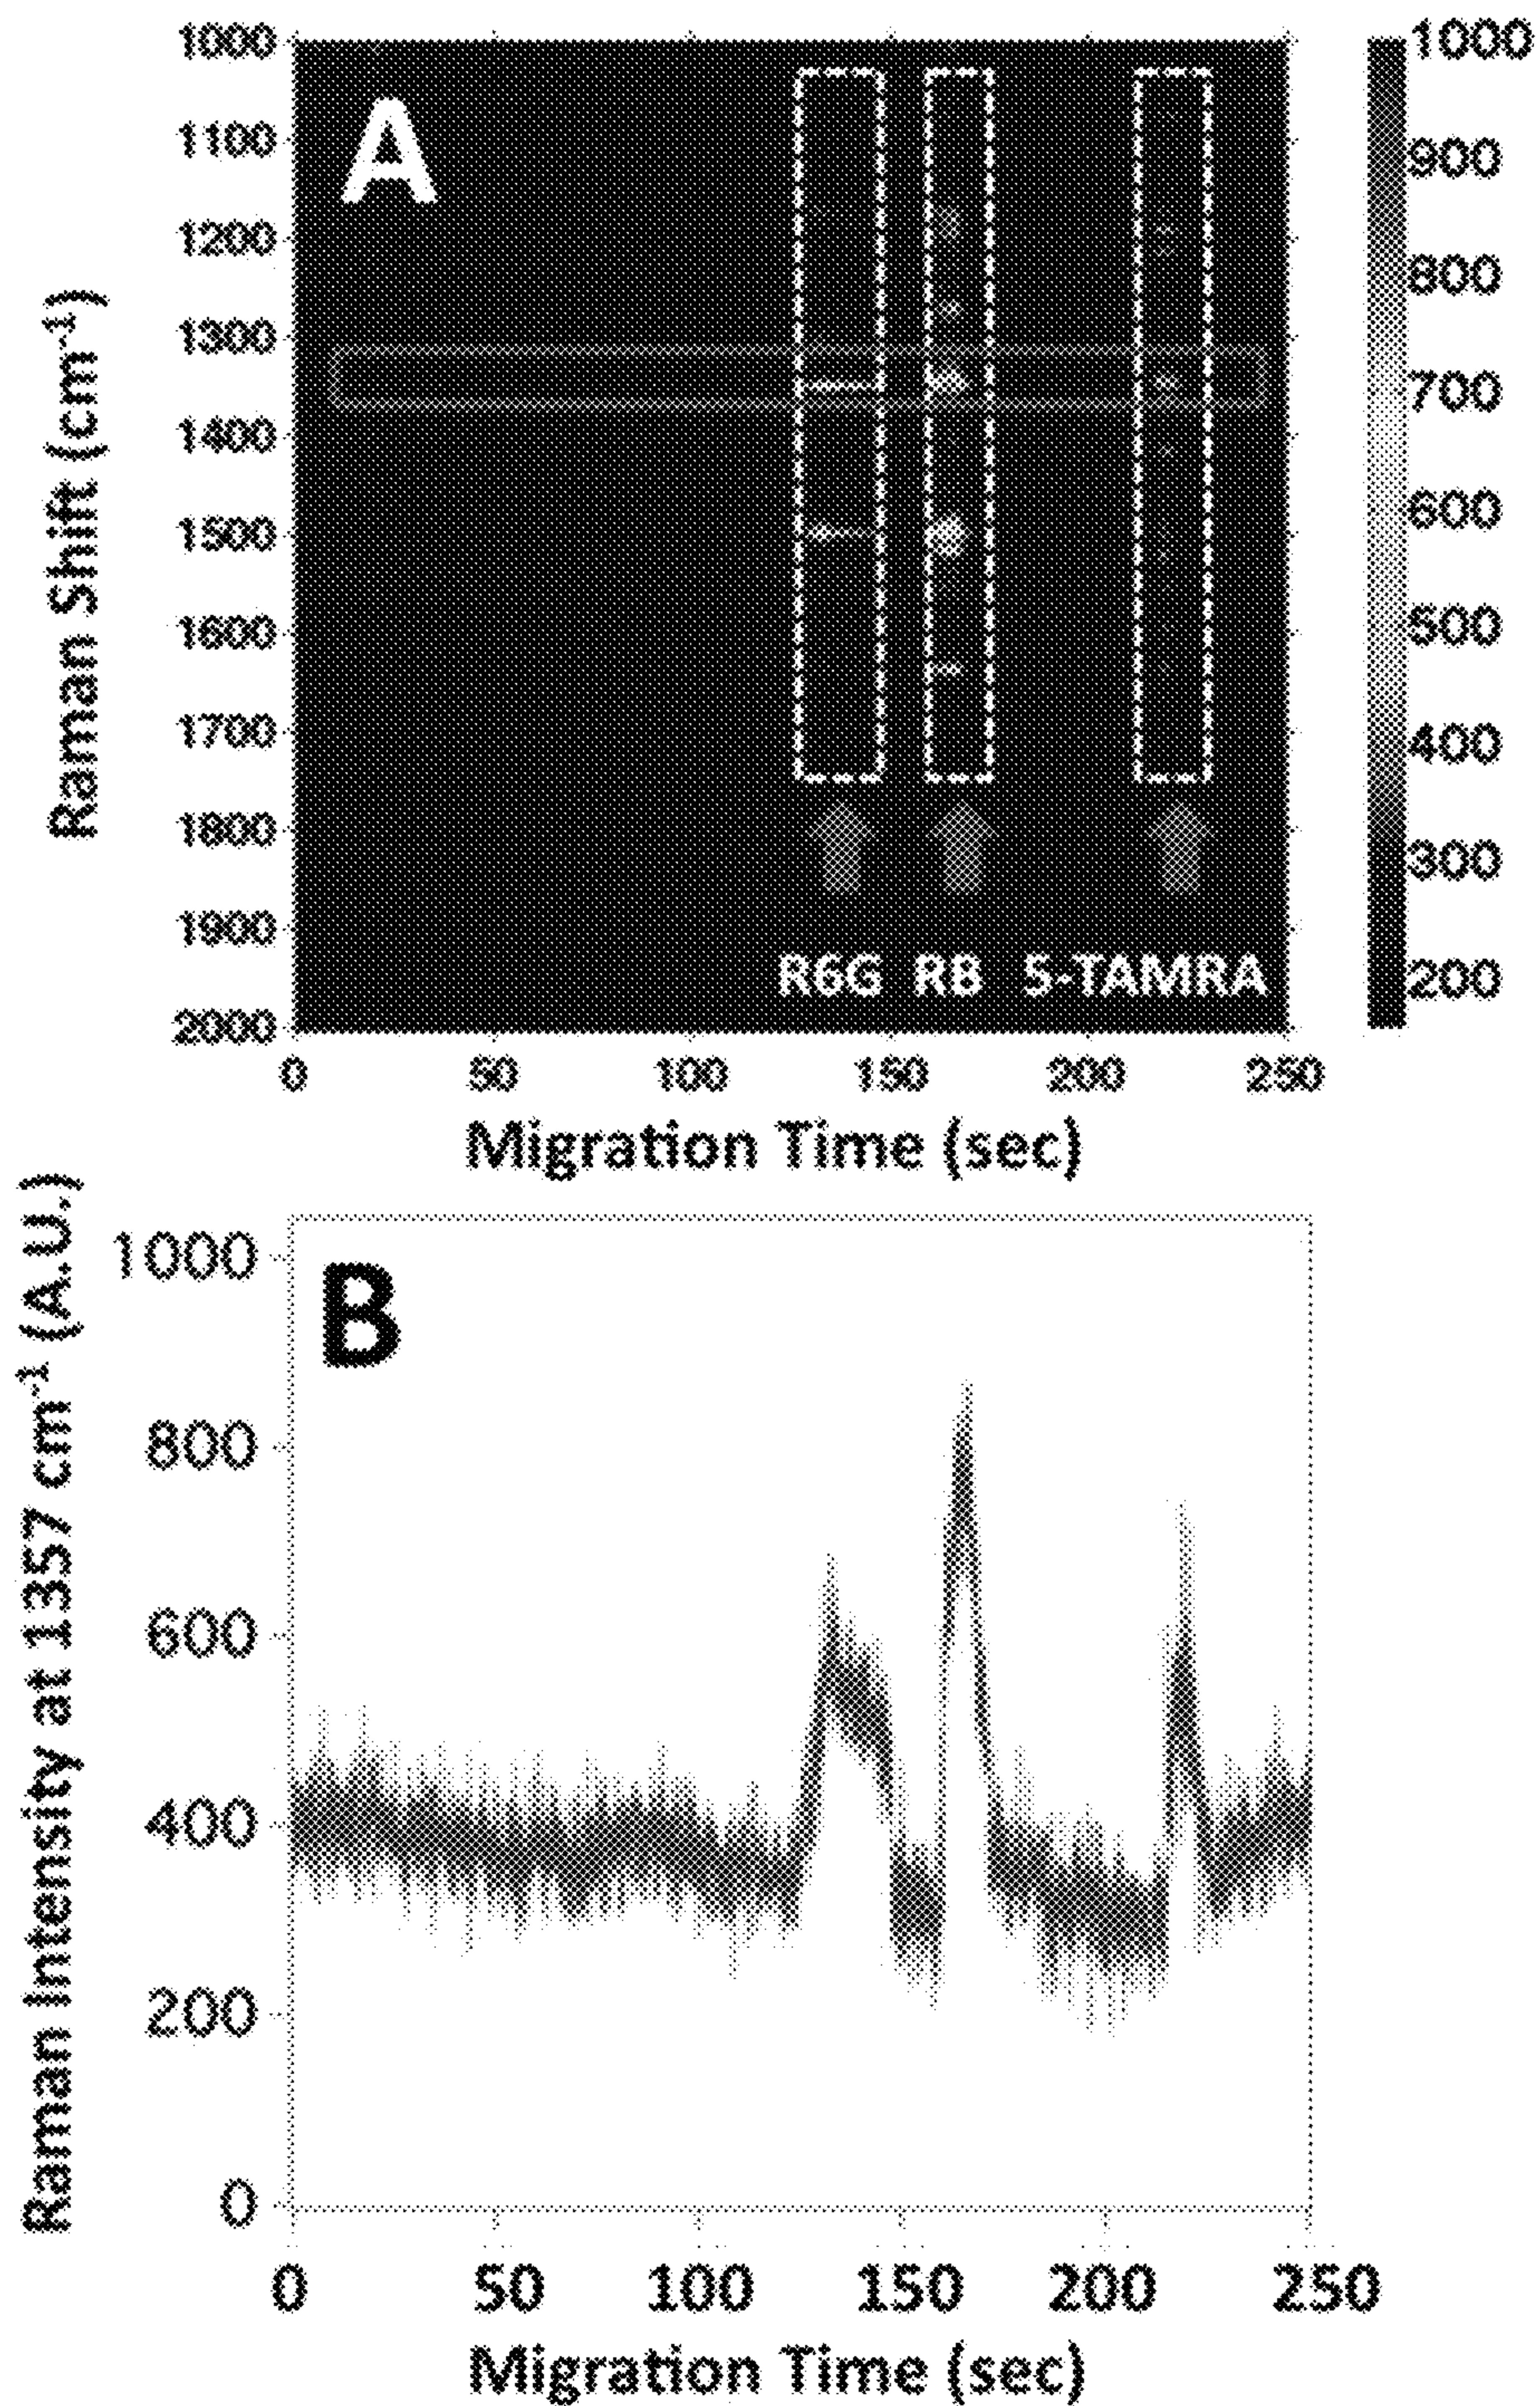 A
Raman Shift (cm⁻¹)
1000
1100
1200
1300
1400
1500
1600
1700
1800
1900
2000
R6G RB 5-TAMRA
0 50 100 150 200 250
Migration Time (sec)
1000
900
800
700
600
500
400
300
200
B
Raman Intensity at 1357 cm⁻¹ (A.U.)
1000
800
600
400
200
0
0 50 100 150 200 250
Migration Time (sec)